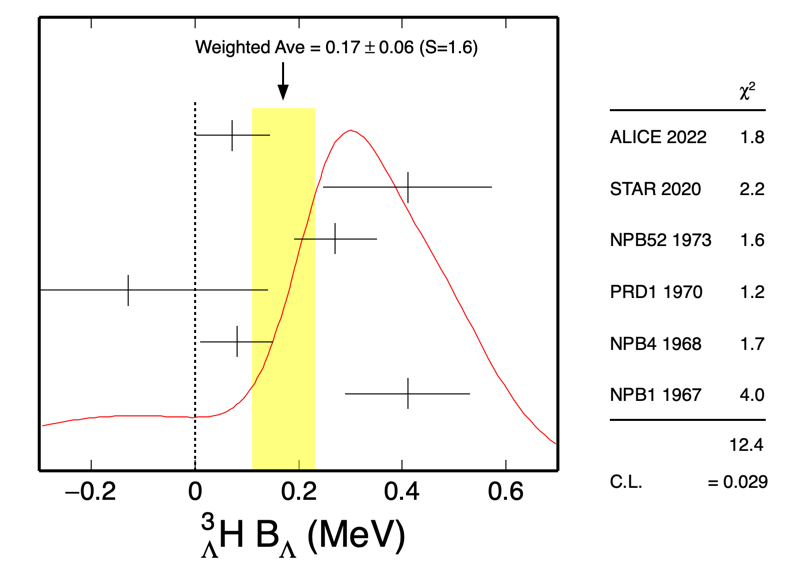 Weighted Ave = 0.17 ± 0.06 (S=1.6)
χ²
ALICE 2022 1.8
STAR 2020 2.2
NPB52 1973 1.6
PRD1 1970 1.2
NPB4 1968 1.7
NPB1 1967 4.0
12.4
C.L. = 0.029
−0.2 0 0.2 0.4 0.6
³ΛH BΛ (MeV)